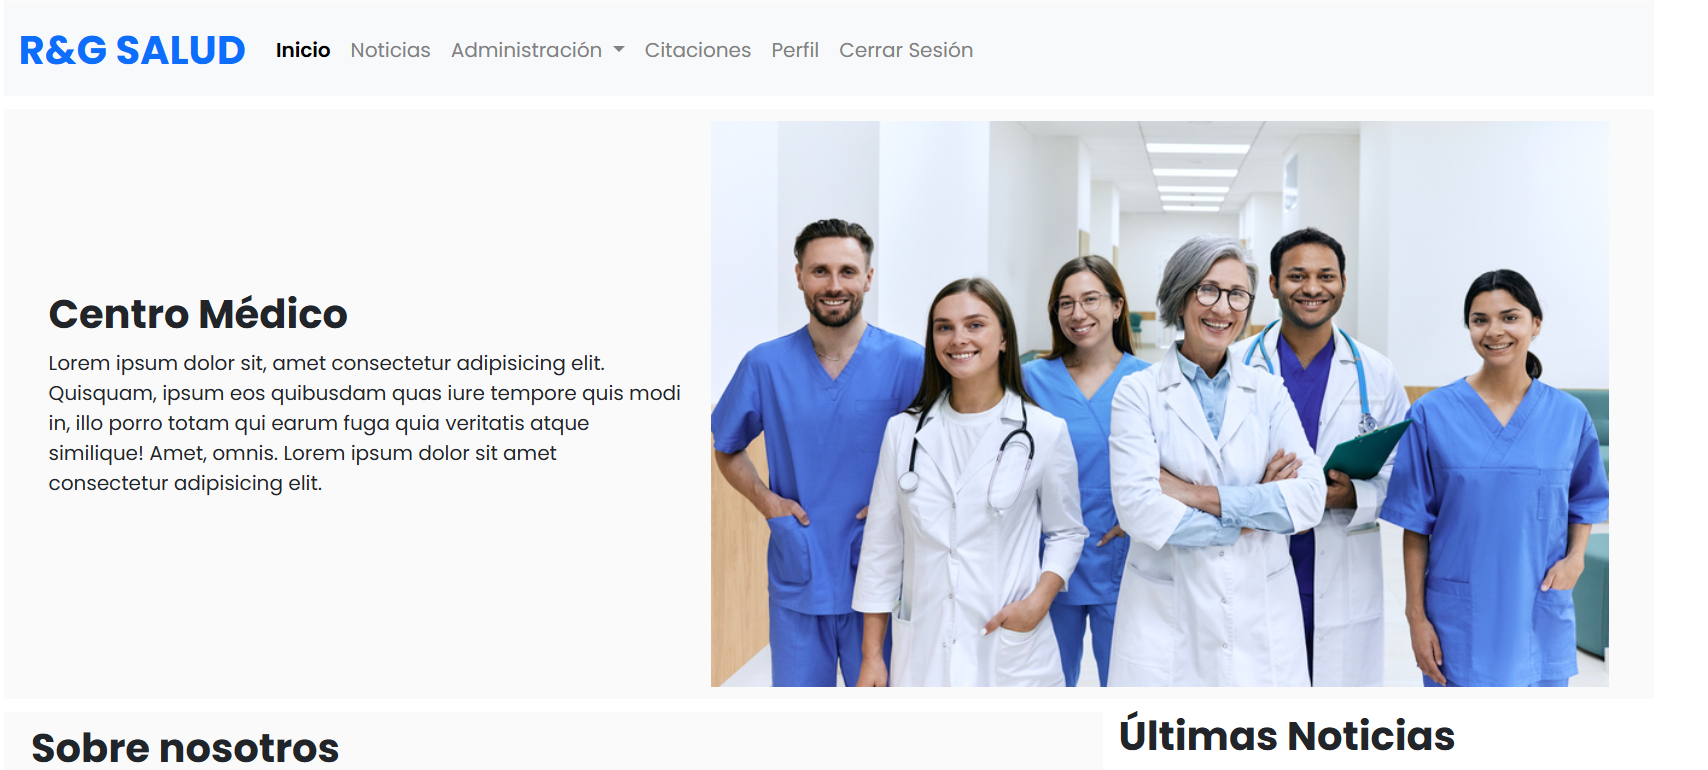 R&G SALUD Inicio Noticias Administración Citaciones Perfil Cerrar Sesión
Centro Médico
Lorem ipsum dolor sit, amet consectetur adipisicing elit.
Quisquam, ipsum eos quibusdam quas iure tempore quis modi
in, illo porro totam qui earum fuga quia veritatis atque
similique! Amet, omnis. Lorem ipsum dolor sit amet
consectetur adipisicing elit.
Sobre nosotros
Últimas Noticias